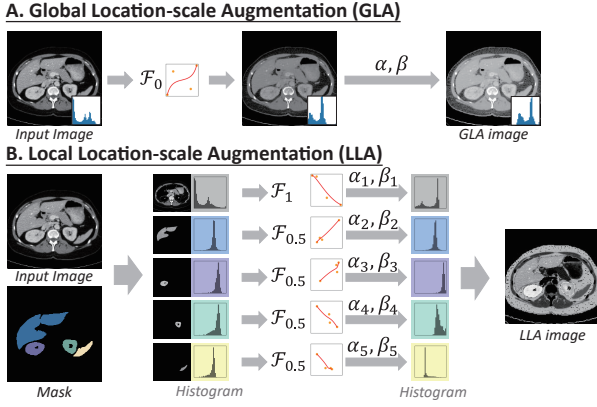 A. Global Location-scale Augmentation (GLA)
ℱ0
α, β
Input Image
GLA image
B. Local Location-scale Augmentation (LLA)
ℱ1
α1, β1
ℱ0.5
α2, β2
Input Image
ℱ0.5
α3, β3
ℱ0.5
α4, β4
LLA image
ℱ0.5
α5, β5
Mask
Histogram
Histogram